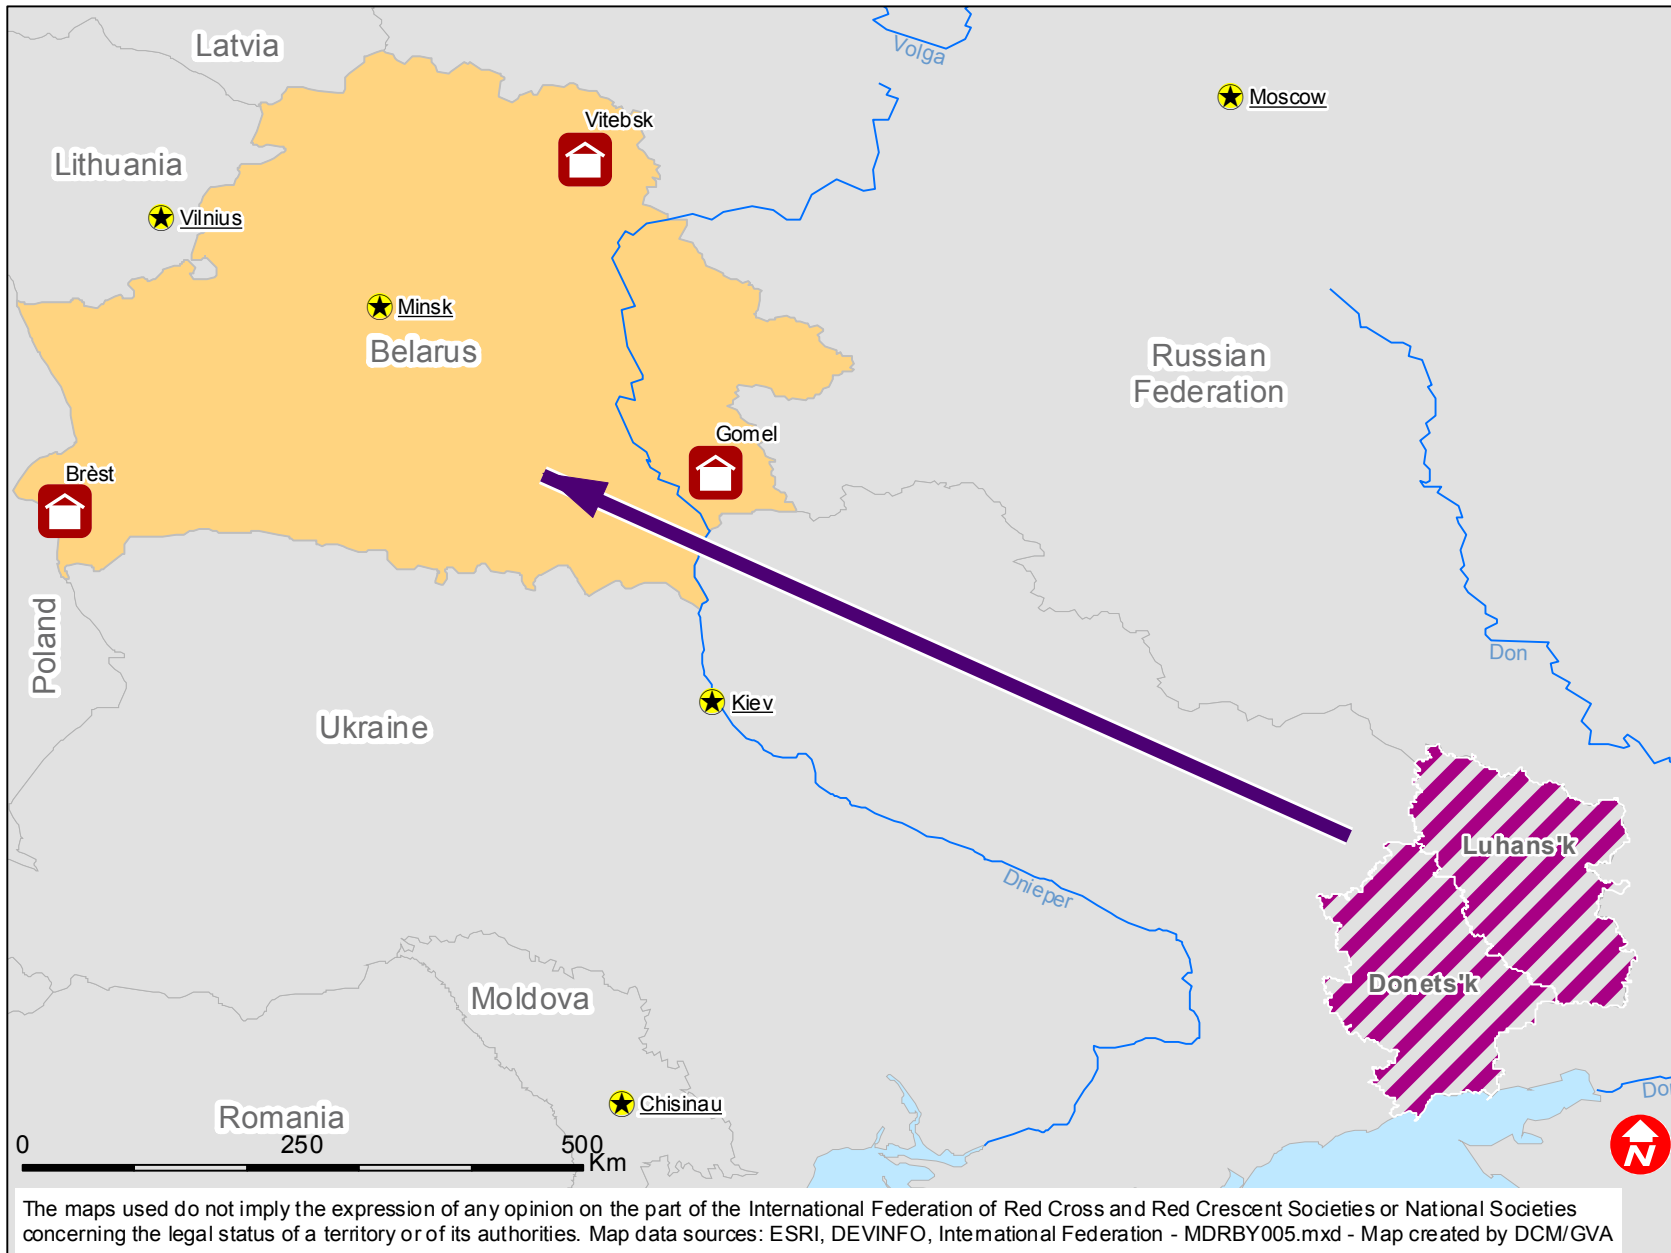 Latvia
Volga
Moscow
Vitebsk
Lithuania
Vilnius
Minsk
Belarus
Russian
Federation
Gomel
Brèst
Poland
Don
Kiev
Ukraine
Luhans'k
Dnieper
Donets'k
Moldova
Chisinau
Romania
0 250 500
Km
N
The maps used do not imply the expression of any opinion on the part of the International Federation of Red Cross and Red Crescent Societies or National Societies
concerning the legal status of a territory or of its authorities. Map data sources: ESRI, DEVINFO, International Federation - MDRBY005.mxd - Map created by DCM/GVA